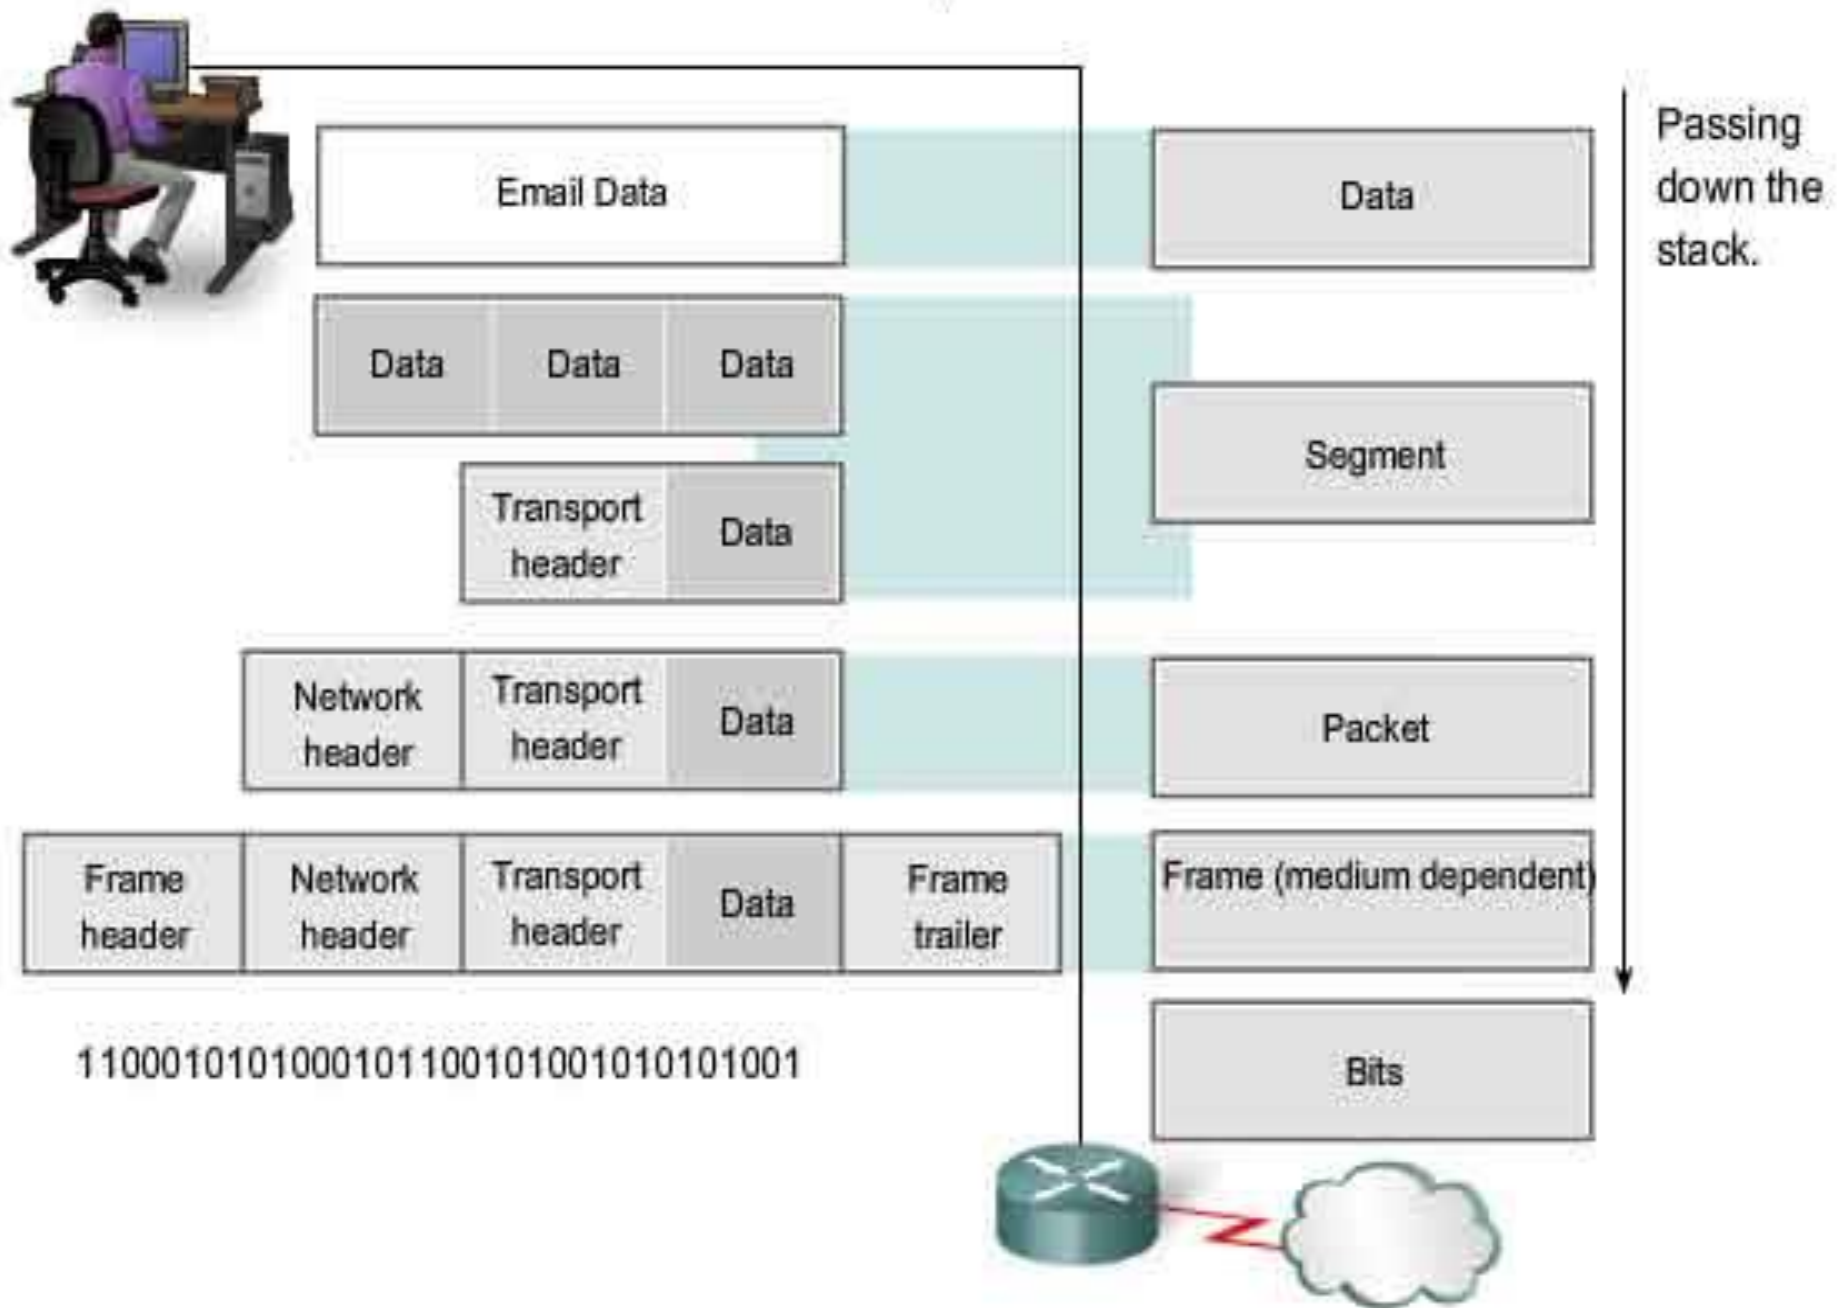 Passing
down the
stack.
Email Data
Data
Data Data Data
Segment
Transport
header
Data
Network
header
Transport
header
Data
Packet
Frame
header
Network
header
Transport
header
Data
Frame
trailer
Frame (medium dependent)
1100010101000101100101001010101001
Bits